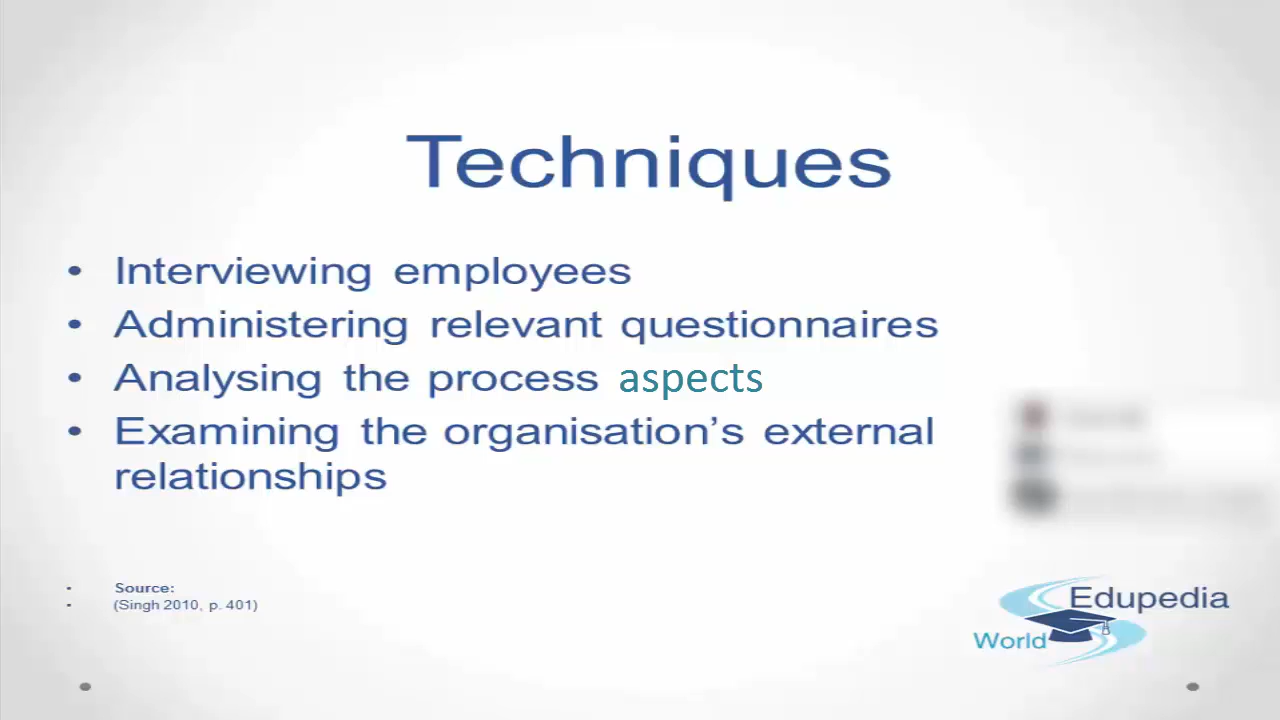 Techniques
• Interviewing employees
• Administering relevant questionnaires
• Analysing the process aspects
• Examining the organisation’s external
relationships
• Source:
• (Singh 2010, p. 401)
Edupedia
World